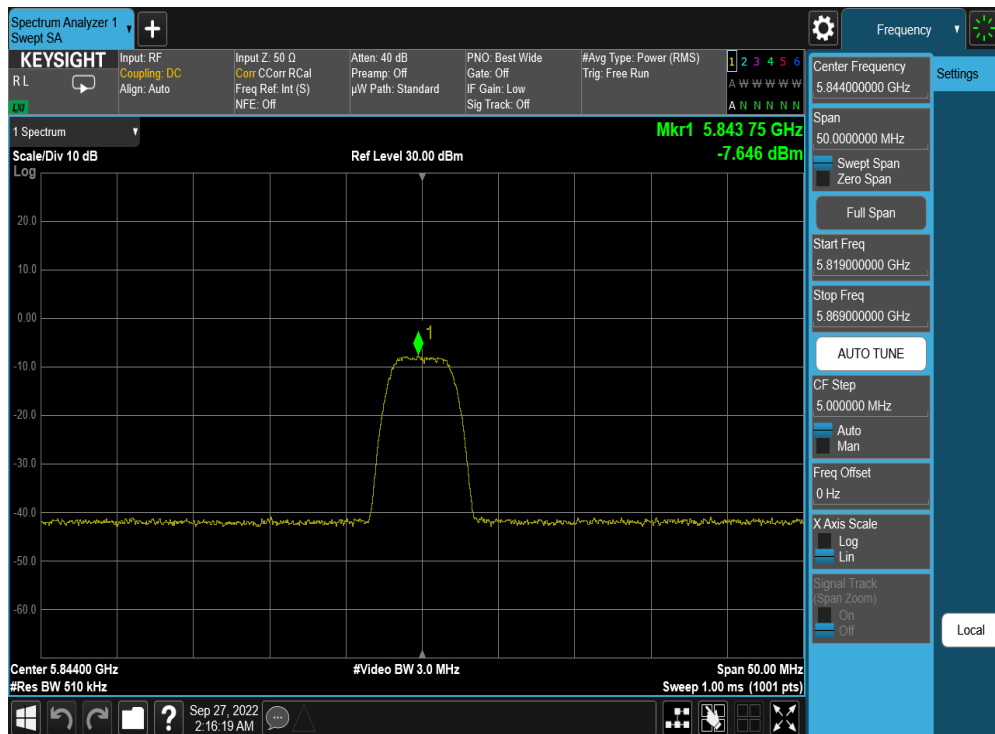 Spectrum Analyzer 1
Swept SA
Frequency
KEYSIGHT
R L
LXI
Input: RF
Coupling: DC
Align: Auto
Input Z: 50 Ω
Corr CCorr RCal
Freq Ref: Int (S)
NFE: Off
Atten: 40 dB
Preamp: Off
µW Path: Standard
PNO: Best Wide
Gate: Off
IF Gain: Low
Sig Track: Off
#Avg Type: Power (RMS)
Trig: Free Run
1 2 3 4 5 6
A W W W W W
A N N N N N
1 Spectrum
Scale/Div 10 dB
Log
Ref Level 30.00 dBm
Mkr1 5.843 75 GHz
-7.646 dBm
20.0
10.0
0.00
1
-10.0
-20.0
-30.0
-40.0
-50.0
-60.0
Center 5.84400 GHz
#Video BW 3.0 MHz
Span 50.00 MHz
#Res BW 510 kHz
Sweep 1.00 ms (1001 pts)
?
Sep 27, 2022
2:16:19 AM
Center Frequency
5.844000000 GHz
Settings
Span
50.0000000 MHz
Swept Span
Zero Span
Full Span
Start Freq
5.819000000 GHz
Stop Freq
5.869000000 GHz
AUTO TUNE
CF Step
5.000000 MHz
Auto
Man
Freq Offset
0 Hz
X Axis Scale
Log
Lin
Signal Track
(Span Zoom)
On
Off
Local